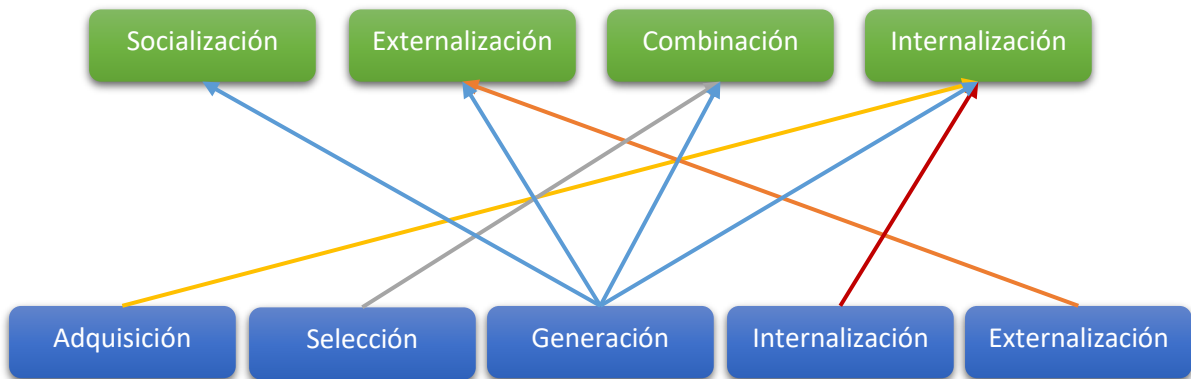 Socialización
Externalización
Combinación
Internalización
Adquisición
Selección
Generación
Internalización
Externalización